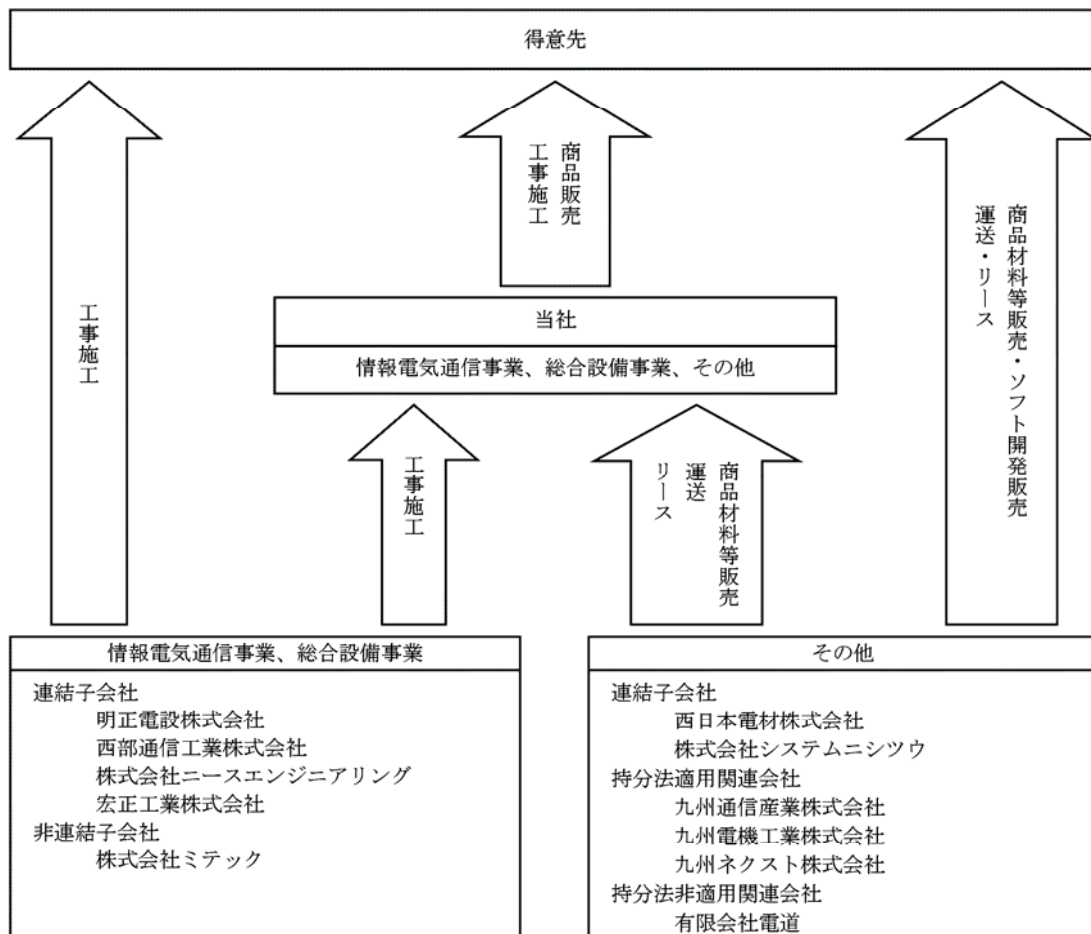 得意先
工事施工
商品販売
工事施工
商品材料等販売・ソフト開発販売
運送・リース
当社
情報電気通信事業、総合設備事業、その他
工事施工
商品材料等販売
運送
リース
情報電気通信事業、総合設備事業
連結子会社
明正電設株式会社
西部通信工業株式会社
株式会社ニースエンジニアリング
宏正工業株式会社
非連結子会社
株式会社ミテック
その他
連結子会社
西日本電材株式会社
株式会社システムニシツウ
持分法適用関連会社
九州通信産業株式会社
九州電機工業株式会社
九州ネクスト株式会社
持分法非適用関連会社
有限会社電道